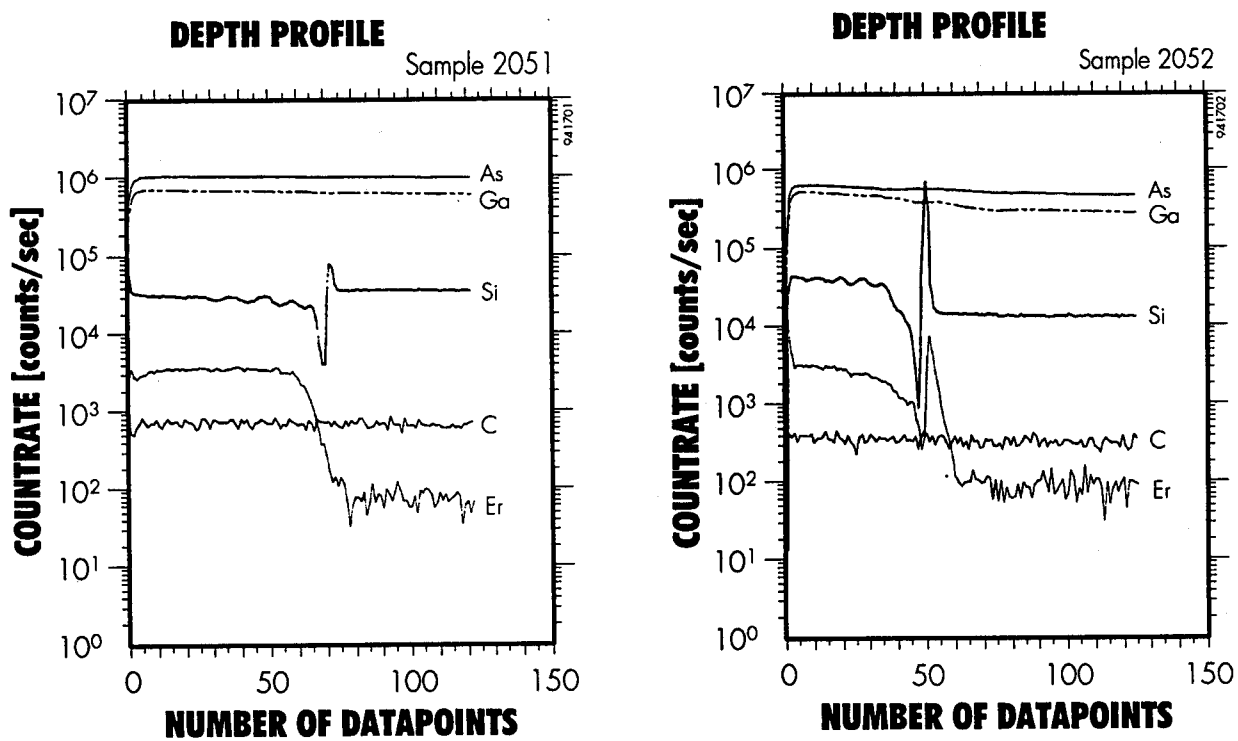 DEPTH PROFILE
Sample 2051
10⁷
10⁶
10⁵
10⁴
10³
10²
10¹
10⁰
COUNTRATE [counts/sec]
As
Ga
Si
C
Er
941701
0 50 100 150
NUMBER OF DATAPOINTS
DEPTH PROFILE
Sample 2052
10⁷
10⁶
10⁵
10⁴
10³
10²
10¹
10⁰
COUNTRATE [counts/sec]
As
Ga
Si
C
Er
941702
0 50 100 150
NUMBER OF DATAPOINTS